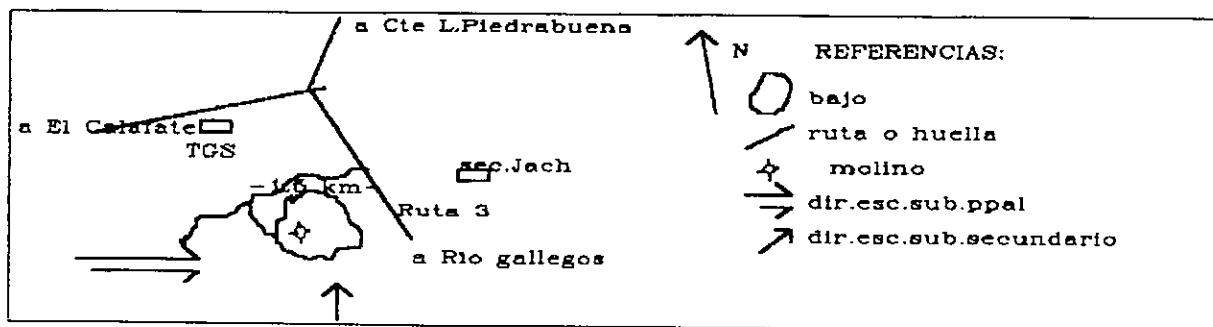 a Cte L.Piedrabuena
N
REFERENCIAS:
bajo
a El Calafate
ruta o huella
TGS
sec.Jach
molino
km
Ruta 3
dir.esc.sub.ppal
a Rio gallegos
dir.esc.sub.secundario